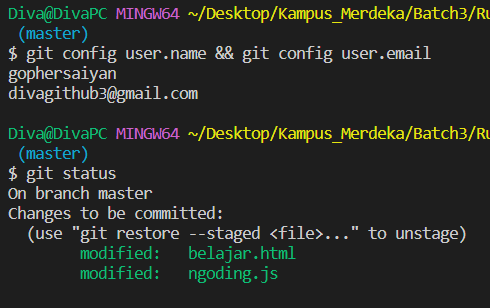 Diva@DivaPC MINGW64 ~/Desktop/Kampus_Merdeka/Batch3/Ru
(master)
$ git config user.name && git config user.email
gophersaiyan
divagithub3@gmail.com
Diva@DivaPC MINGW64 ~/Desktop/Kampus_Merdeka/Batch3/Ru
(master)
$ git status
On branch master
Changes to be committed:
  (use "git restore --staged <file>..." to unstage)
        modified:   belajar.html
        modified:   ngoding.js